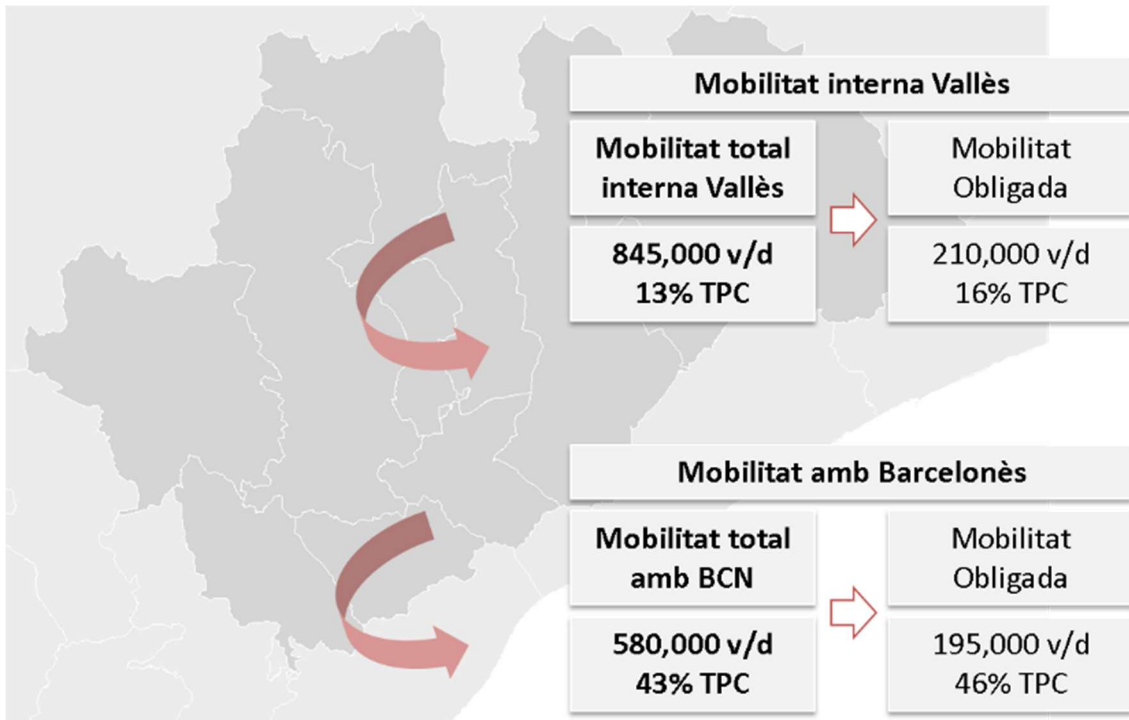 Mobilitat interna Vallès
Mobilitat total
interna Vallès
Mobilitat
Obligada
845,000 v/d
13% TPC
210,000 v/d
16% TPC
Mobilitat amb Barcelonès
Mobilitat total
amb BCN
Mobilitat
Obligada
580,000 v/d
43% TPC
195,000 v/d
46% TPC